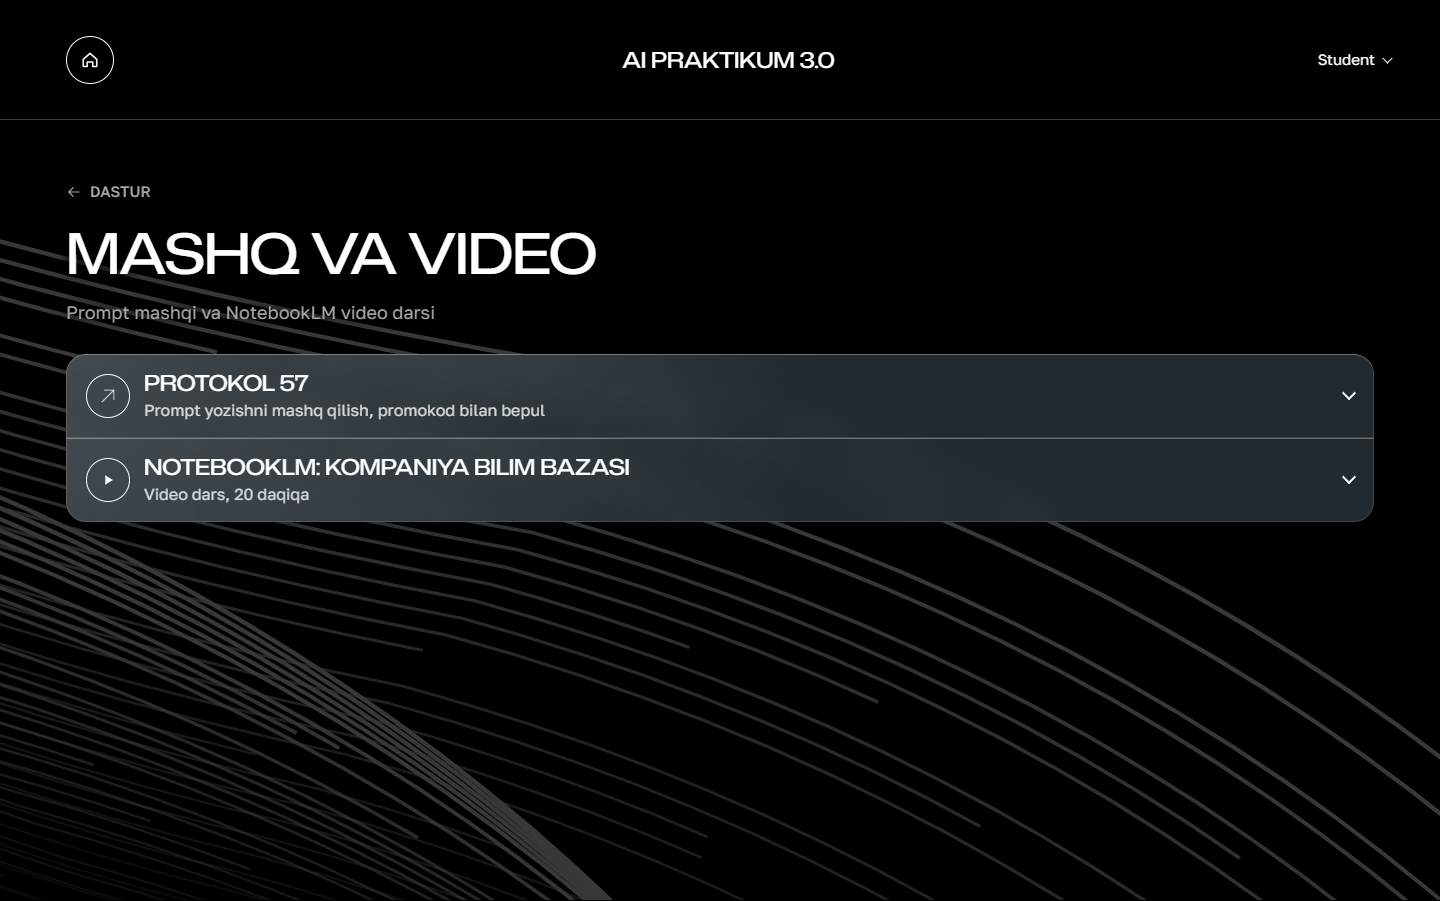 AI PRAKTIKUM 3.0
Student
← DASTUR
MASHQ VA VIDEO
Prompt mashqi va NotebookLM video darsi
PROTOKOL 57
Prompt yozishni mashq qilish, promokod bilan bepul
NOTEBOOKLM: KOMPANIYA BILIM BAZASI
Video dars, 20 daqiqa